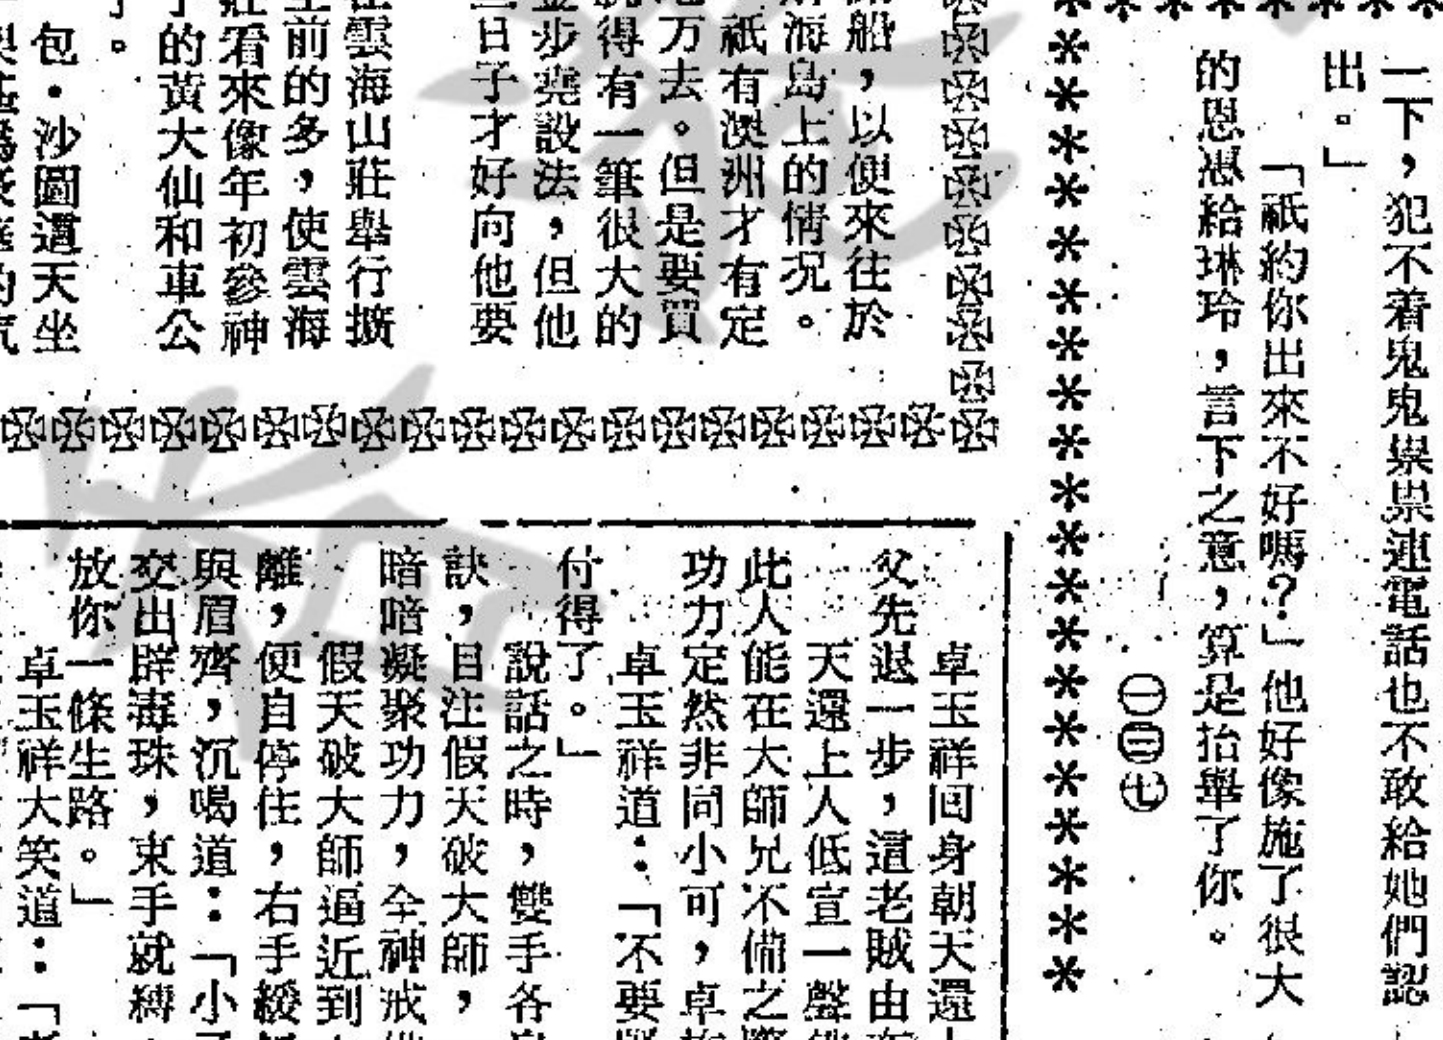 一下，犯不着鬼鬼祟祟連電話也不敢給她們認
出。」
「祇約你出來不好嗎？」他好像施了很大
的恩惠給琳玲，言下之意，算是抬舉了你。
㊀㊁㊆
船，以便來往於
海島上的情況。
祇有澳洲才有定
万去。但是要買
得有一筆很大的
步堯設法，但他
日子才好向他要
雲海山莊舉行擴
前的多，使雲海
莊看來像年初參神
的黃大仙和車公
。
包・沙圖遭天坐
卓玉祥回身朝天還
父先退一步，這老賊由
天還上人低宣一聲
此人能在大師兄不備之
功力定然非同小可，卓
卓玉祥道：「不要
付得了。」
說話之時，雙手各
訣，目注假天破大師，
暗暗凝聚功力，全神戒
假天破大師逼近到
離，便自停住，右手緩
與眉齊，沉喝道：「小
交出辟毒珠，束手就縛
放你一條生路。」
卓玉祥大笑道：「